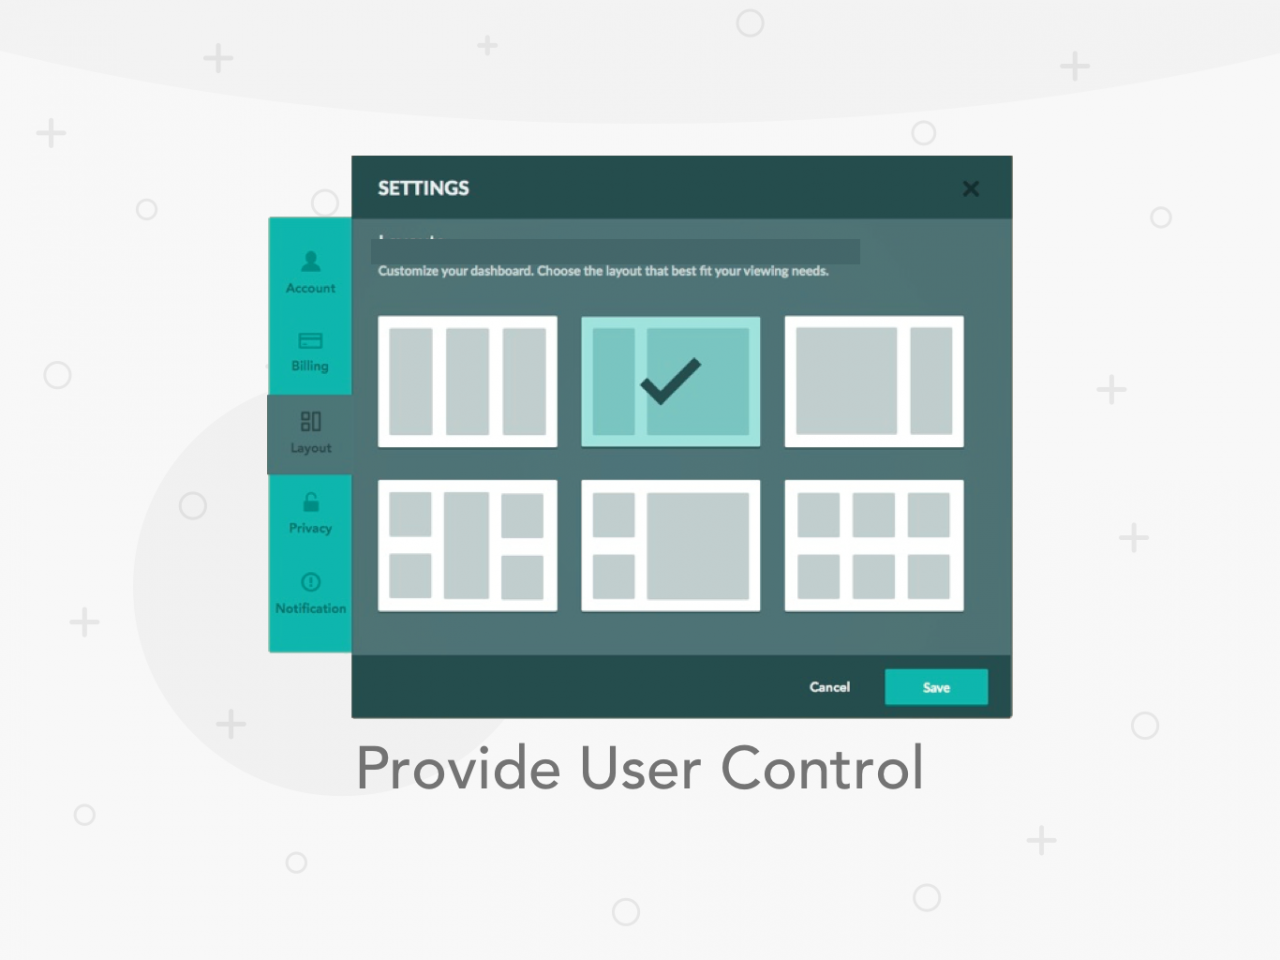 SETTINGS
Customize your dashboard. Choose the layout that best fit your viewing needs.
Account
Billing
Layout
Privacy
Notification
Cancel
Save
Provide User Control